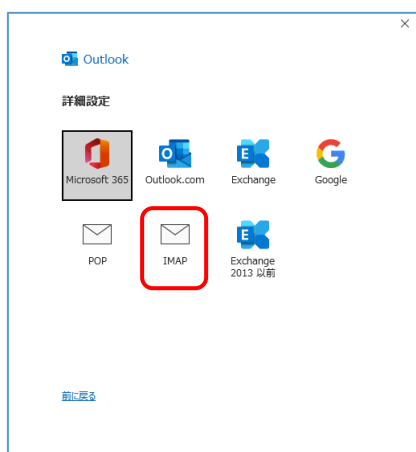 Outlook
詳細設定
Microsoft 365 Outlook.com Exchange Google
POP IMAP Exchange
2013 以前
前に戻る